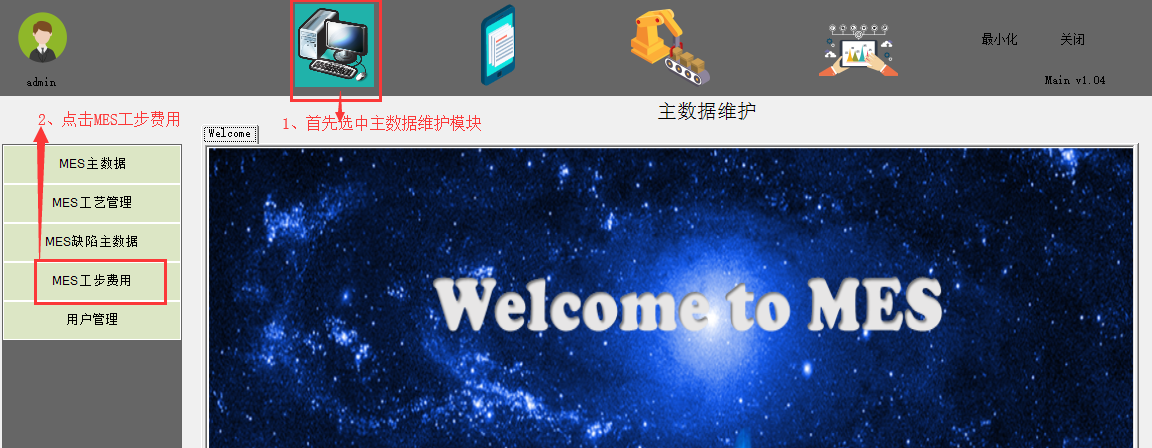 最小化
关闭
admin
Main v1.04
主数据维护
2、点击MES工步费用
1、首先选中主数据维护模块
Welcome
MES主数据
MES工艺管理
MES缺陷主数据
MES工步费用
用户管理
Welcome to MES